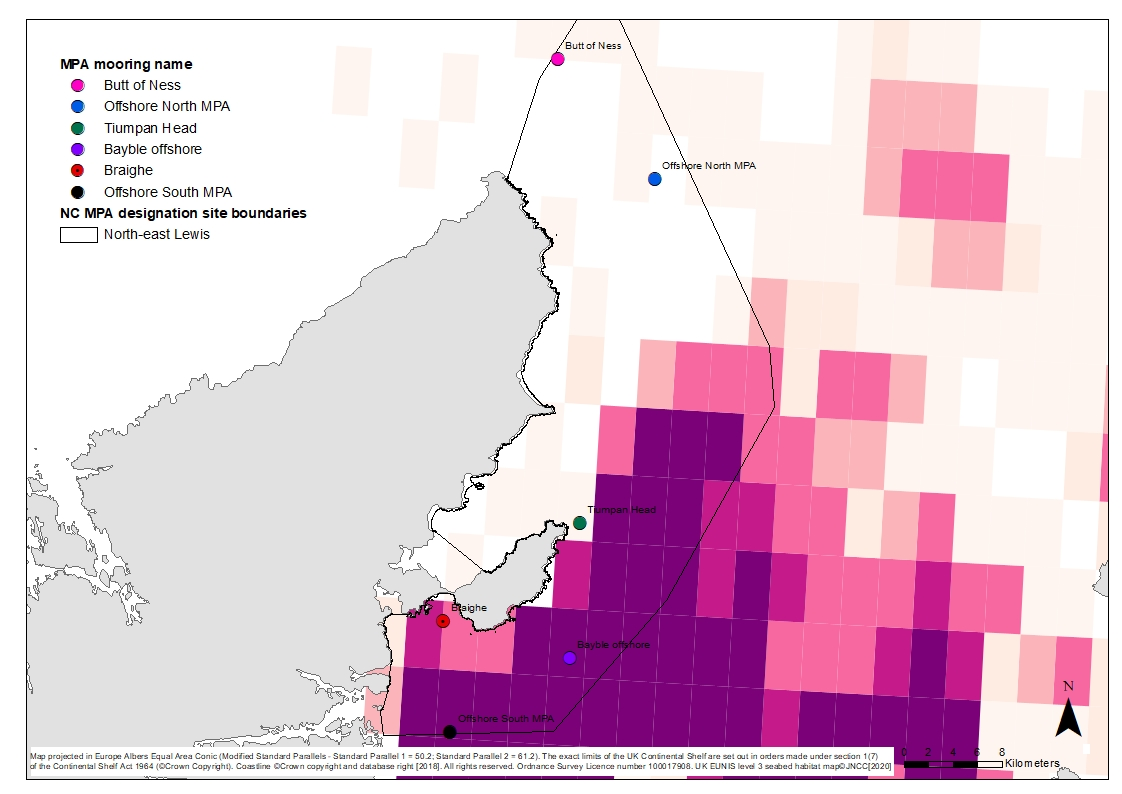 MPA mooring name
Butt of Ness
Offshore North MPA
Tiumpan Head
Bayble offshore
Braighe
Offshore South MPA
NC MPA designation site boundaries
North-east Lewis
Butt of Ness
Offshore North MPA
Tiumpan Head
Braighe
Bayble offshore
Offshore South MPA
N
0 2 4 6 8
Kilometers
Map projected in Europe Albers Equal Area Conic (Modified Standard Parallels - Standard Parallel 1 = 50.2; Standard Parallel 2 = 61.2). The exact limits of the UK Continental Shelf are set out in orders made under section 1(7)
of the Continental Shelf Act 1964 (©Crown Copyright). Coastline ©Crown copyright and database right [2018]. All rights reserved. Ordnance Survey Licence number 100017908. UK EUNIS level 3 seabed habitat map©JNCC[2020]